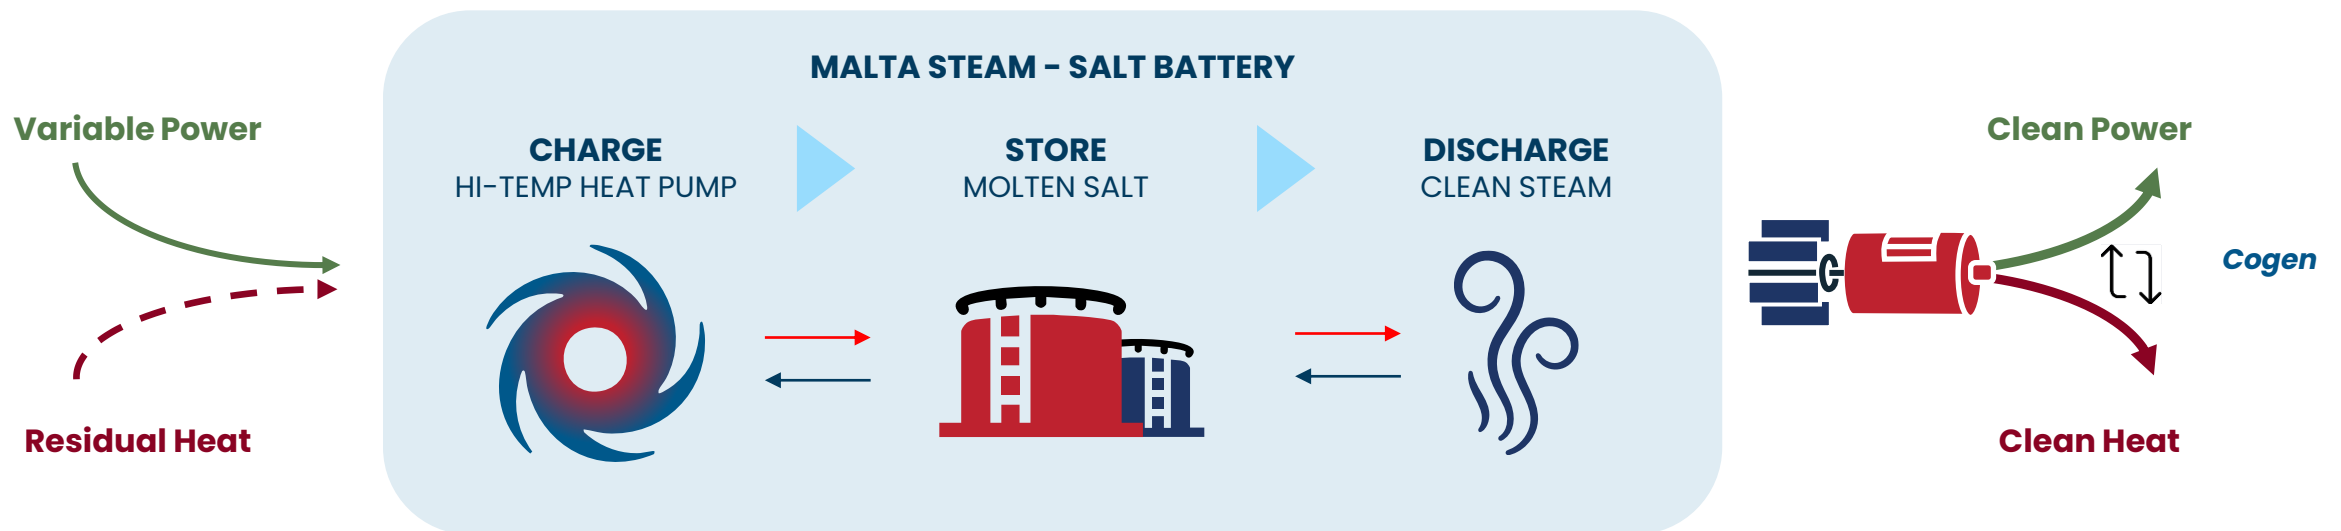 MALTA STEAM - SALT BATTERY
Variable Power
Residual Heat
CHARGE
HI-TEMP HEAT PUMP
STORE
MOLTEN SALT
DISCHARGE
CLEAN STEAM
Clean Power
Cogen
Clean Heat